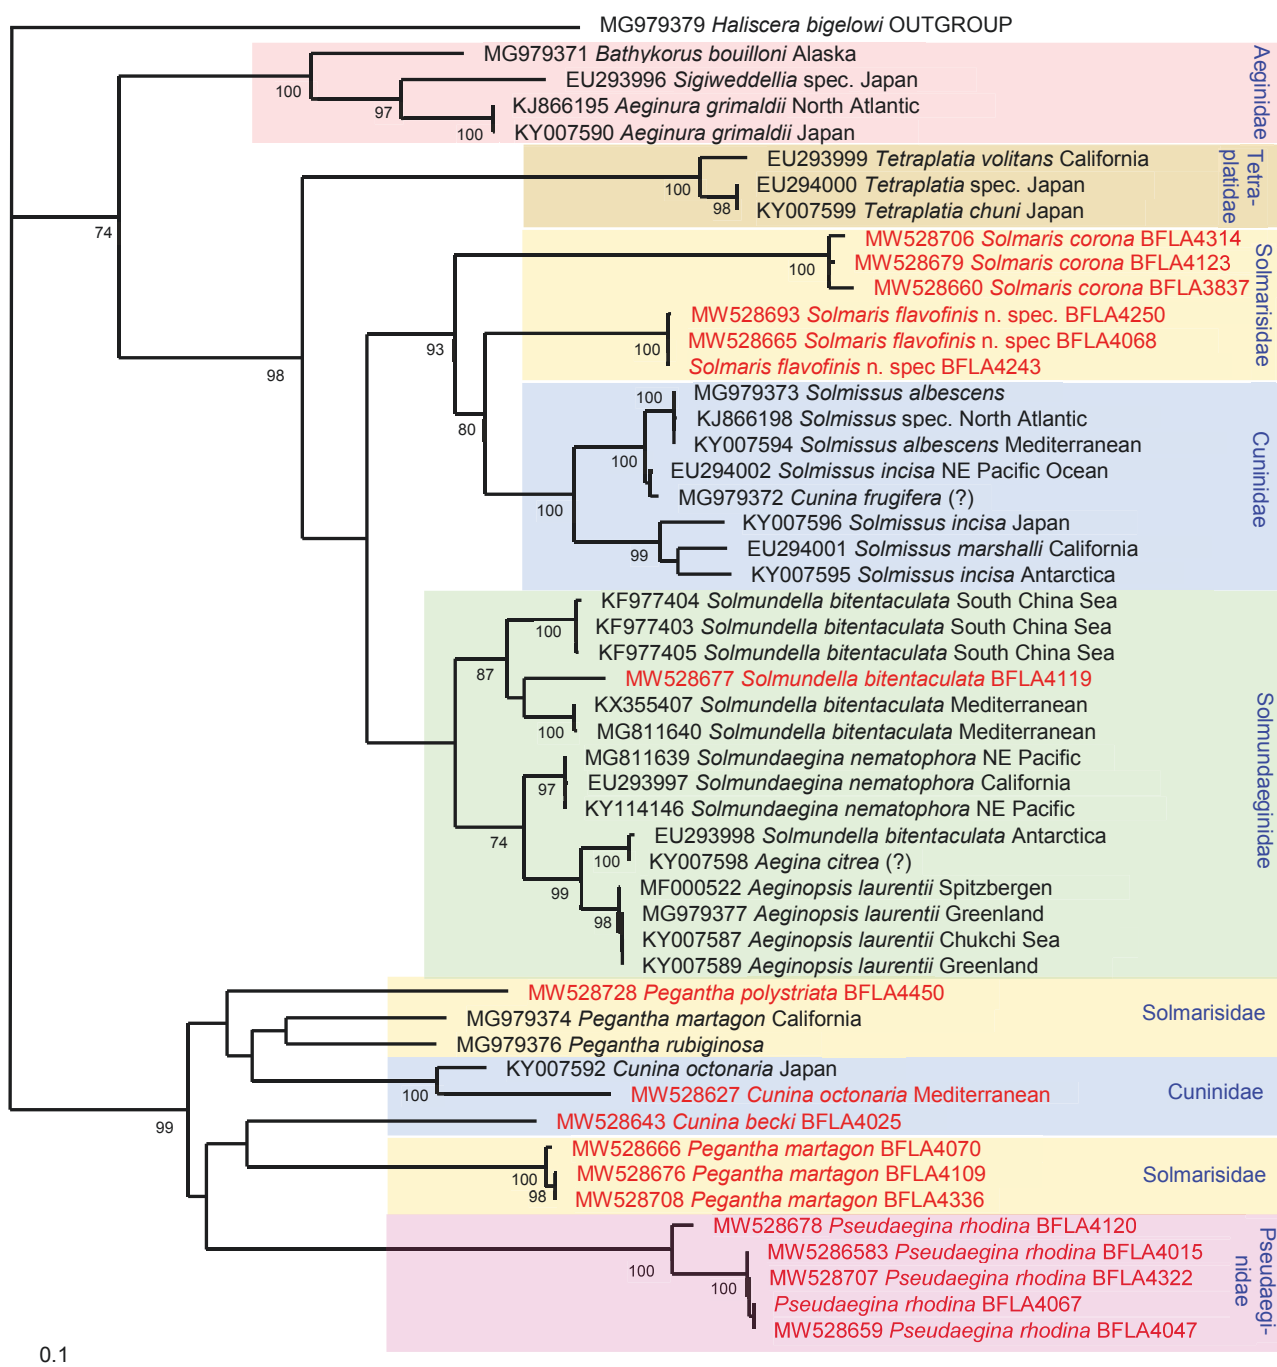 MG979379 Haliscera bigelowi OUTGROUP
MG979371 Bathykorus bouilloni Alaska
EU293996 Sigiweddellia spec. Japan
KJ866195 Aeginura grimaldii North Atlantic
KY007590 Aeginura grimaldii Japan
Aeginidae
100
97
100
EU293999 Tetraplatia volitans California
EU294000 Tetraplatia spec. Japan
KY007599 Tetraplatia chuni Japan
Tetra-
platidae
100
98
74
MW528706 Solmaris corona BFLA4314
MW528679 Solmaris corona BFLA4123
MW528660 Solmaris corona BFLA3837
MW528693 Solmaris flavofinis n. spec. BFLA4250
MW528665 Solmaris flavofinis n. spec BFLA4068
Solmaris flavofinis n. spec BFLA4243
Solmarisidae
100
100
93
98
80
MG979373 Solmissus albescens
KJ866198 Solmissus spec. North Atlantic
KY007594 Solmissus albescens Mediterranean
EU294002 Solmissus incisa NE Pacific Ocean
MG979372 Cunina frugifera (?)
KY007596 Solmissus incisa Japan
EU294001 Solmissus marshalli California
KY007595 Solmissus incisa Antarctica
Cuninidae
100
100
100
99
KF977404 Solmundella bitentaculata South China Sea
KF977403 Solmundella bitentaculata South China Sea
KF977405 Solmundella bitentaculata South China Sea
MW528677 Solmundella bitentaculata BFLA4119
KX355407 Solmundella bitentaculata Mediterranean
MG811640 Solmundella bitentaculata Mediterranean
MG811639 Solmundaegina nematophora NE Pacific
EU293997 Solmundaegina nematophora California
KY114146 Solmundaegina nematophora NE Pacific
EU293998 Solmundella bitentaculata Antarctica
KY007598 Aegina citrea (?)
MF000522 Aeginopsis laurentii Spitzbergen
MG979377 Aeginopsis laurentii Greenland
KY007587 Aeginopsis laurentii Chukchi Sea
KY007589 Aeginopsis laurentii Greenland
Solmundaeginidae
100
87
100
97
74
100
99
98
MW528728 Pegantha polystriata BFLA4450
MG979374 Pegantha martagon California
MG979376 Pegantha rubiginosa
Solmarisidae
KY007592 Cunina octonaria Japan
MW528627 Cunina octonaria Mediterranean
MW528643 Cunina becki BFLA4025
Cuninidae
100
99
MW528666 Pegantha martagon BFLA4070
MW528676 Pegantha martagon BFLA4109
MW528708 Pegantha martagon BFLA4336
Solmarisidae
100
98
MW528678 Pseudaegina rhodina BFLA4120
MW5286583 Pseudaegina rhodina BFLA4015
MW528707 Pseudaegina rhodina BFLA4322
Pseudaegina rhodina BFLA4067
MW528659 Pseudaegina rhodina BFLA4047
Pseudaegi-
nidae
100
100
0.1